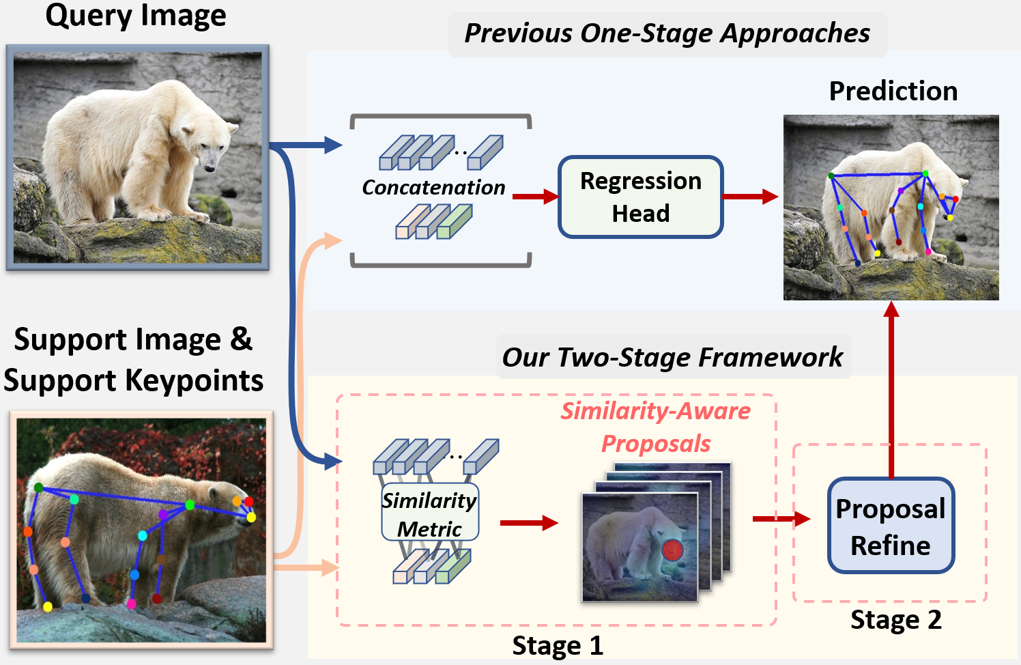 Query Image
Previous One-Stage Approaches
Prediction
Concatenation
Regression
Head
Support Image &
Support Keypoints
Our Two-Stage Framework
Similarity-Aware
Proposals
Similarity
Metric
Proposal
Refine
Stage 1
Stage 2